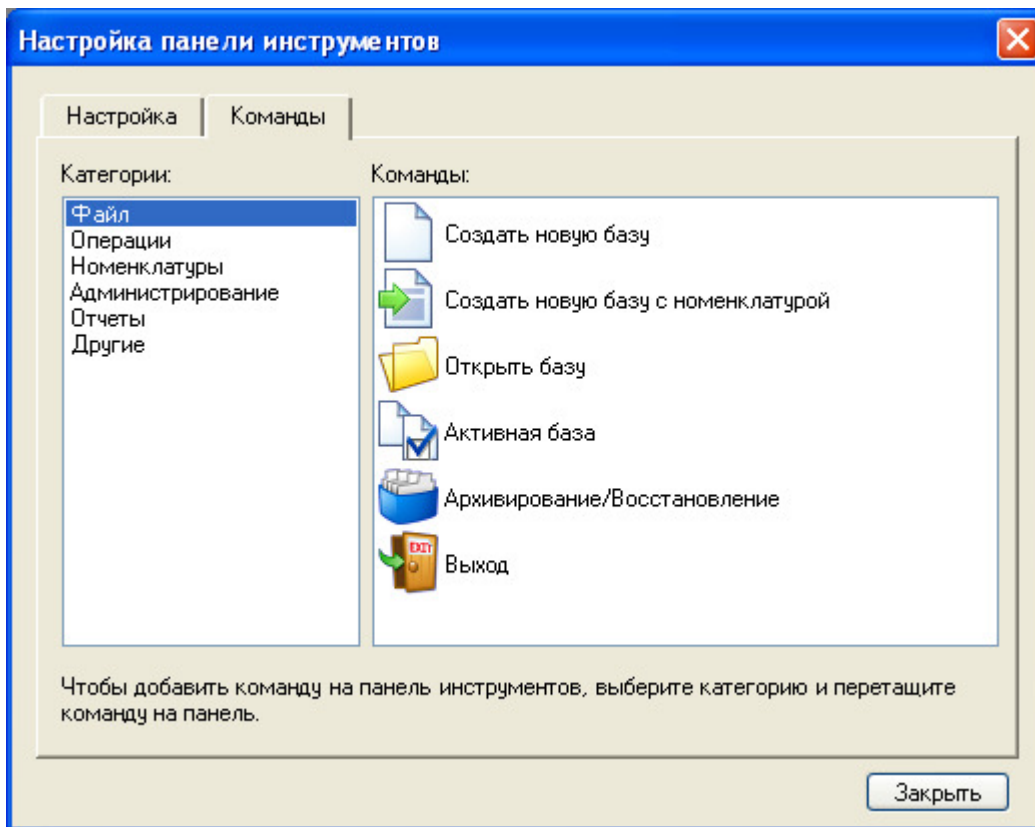 Настройка панели инструментов
Настройка
Команды
Категории:
Файл
Операции
Номенклатуры
Администрирование
Отчеты
Другие
Команды:
Создать новую базу
Создать новую базу с номенклатурой
Открыть базу
Активная база
Архивирование/Восстановление
EXIT
Выход
Чтобы добавить команду на панель инструментов, выберите категорию и перетащите
команду на панель.
Закрыть